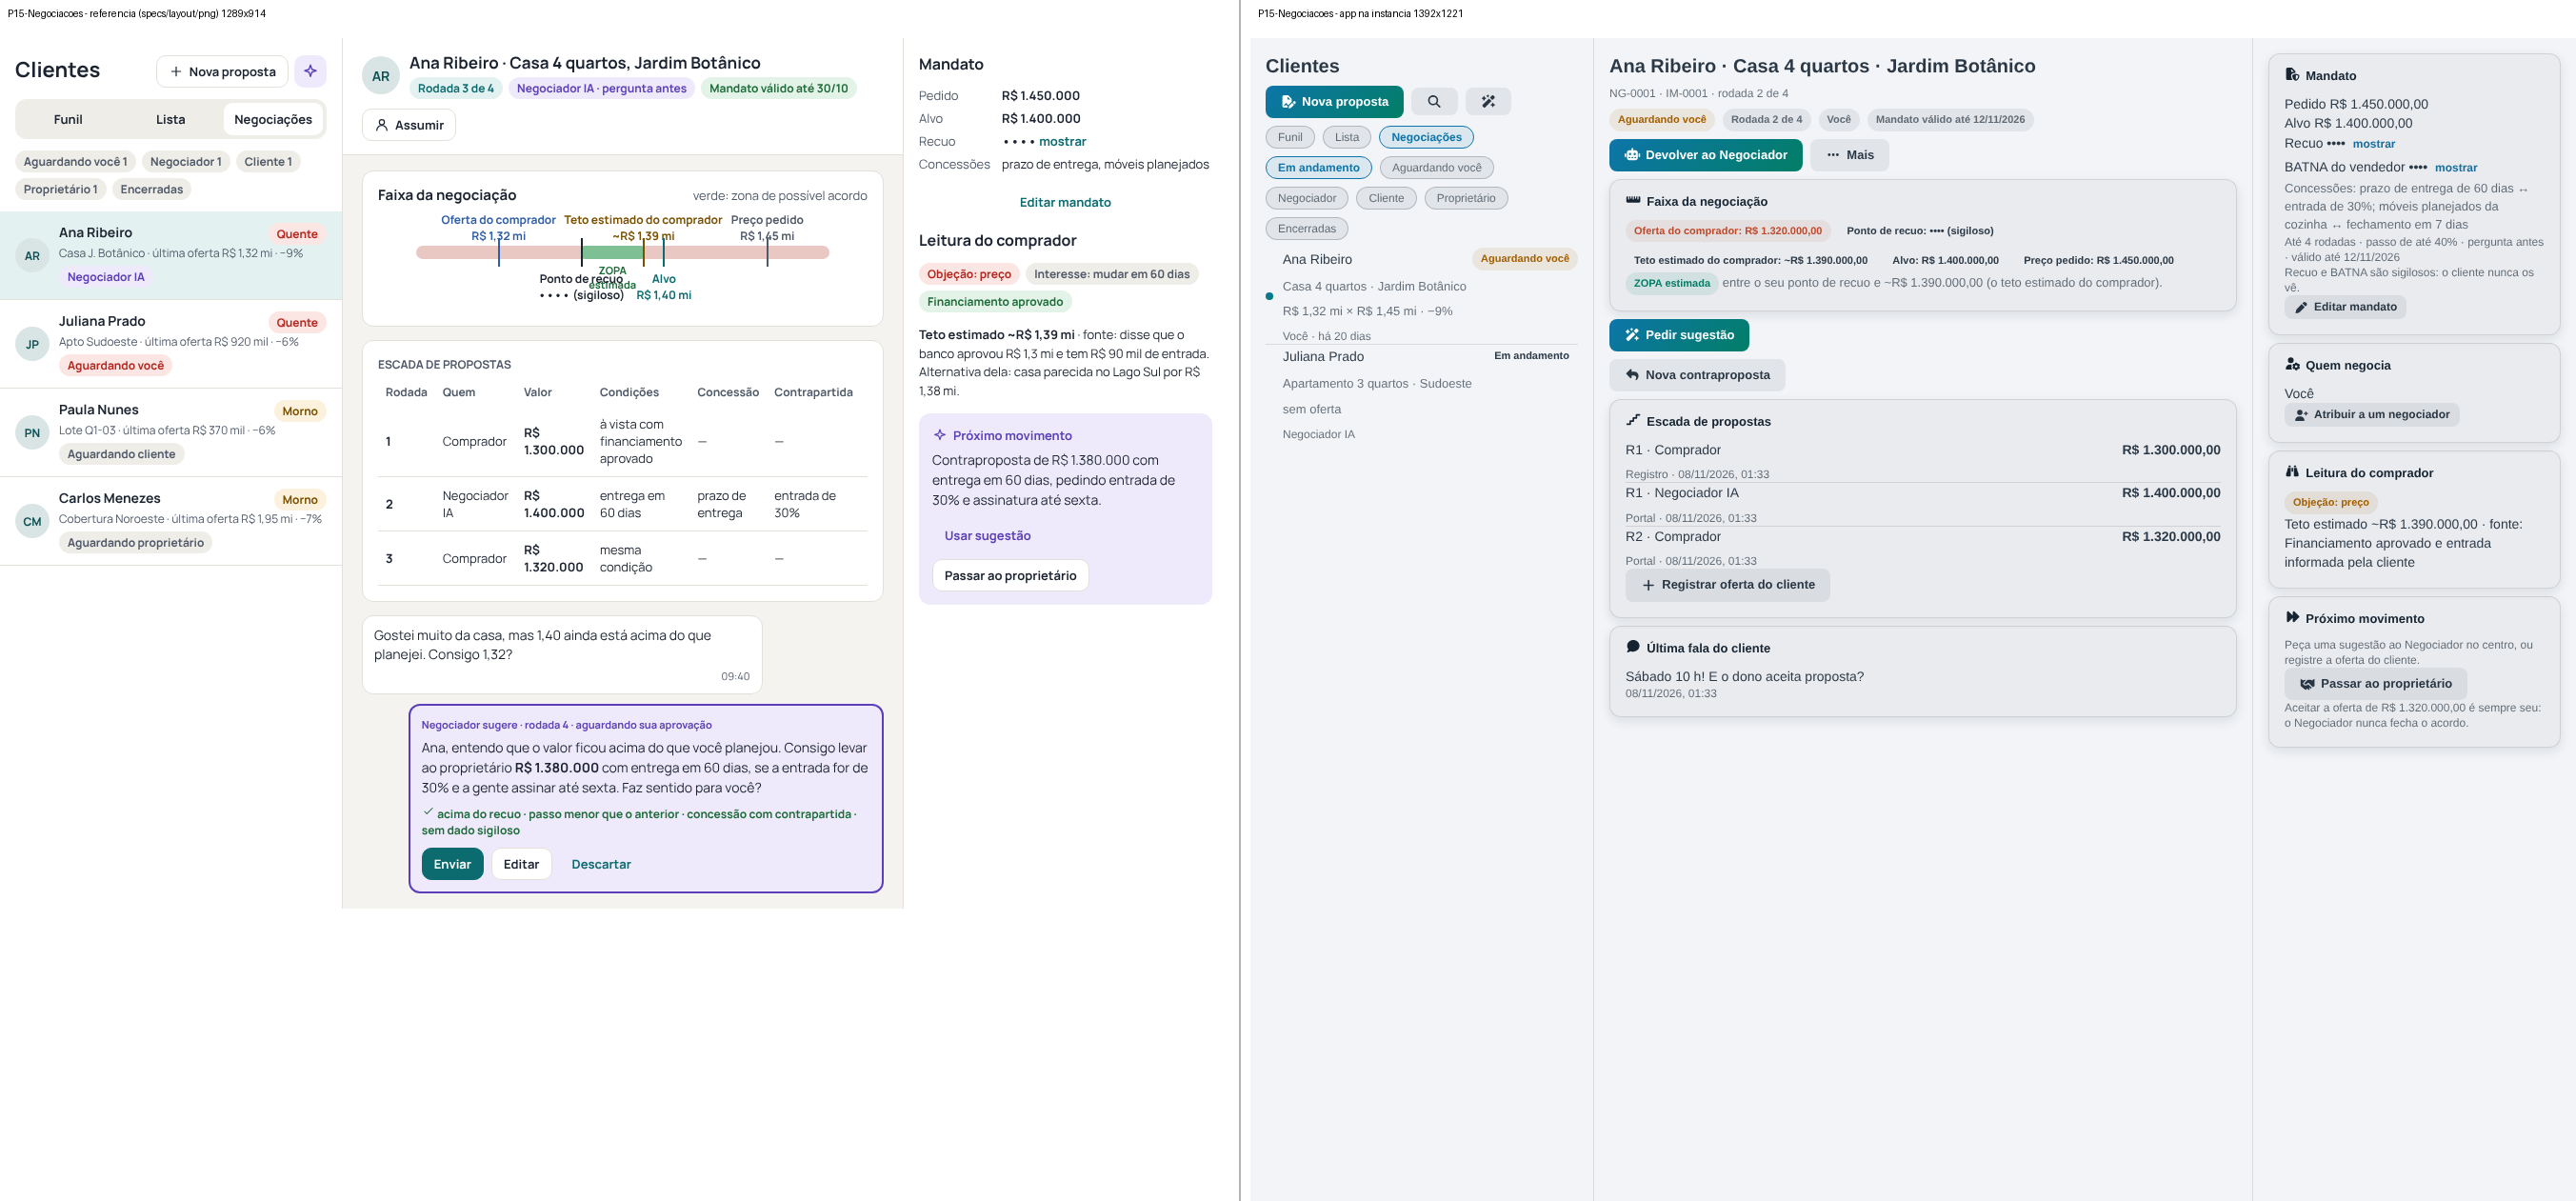 P15-Negociacoes - referencia (specs/layout/png) 1289x914
Clientes
Nova proposta
Funil
Lista
Negociações
Aguardando você 1
Negociador 1
Cliente 1
Proprietário 1
Encerradas
AR
Ana Ribeiro
Quente
Casa J. Botânico · última oferta R$ 1,32 mi · −9%
Negociador IA
JP
Juliana Prado
Quente
Apto Sudoeste · última oferta R$ 920 mil · −6%
Aguardando você
PN
Paula Nunes
Morno
Lote Q1-03 · última oferta R$ 370 mil · −6%
Aguardando cliente
CM
Carlos Menezes
Morno
Cobertura Noroeste · última oferta R$ 1,95 mi · −7%
Aguardando proprietário
AR
Ana Ribeiro · Casa 4 quartos, Jardim Botânico
Rodada 3 de 4
Negociador IA · pergunta antes
Mandato válido até 30/10
Assumir
Faixa da negociação
verde: zona de possível acordo
Oferta do comprador
R$ 1,32 mi
Teto estimado do comprador
~R$ 1,39 mi
Preço pedido
R$ 1,45 mi
ZOPA
estimada
Ponto de recuo
•••• (sigiloso)
Alvo
R$ 1,40 mi
ESCADA DE PROPOSTAS
Rodada Quem Valor Condições Concessão Contrapartida
1 Comprador R$ 1.300.000 à vista com financiamento aprovado — —
2 Negociador IA R$ 1.400.000 entrega em 60 dias prazo de entrega entrada de 30%
3 Comprador R$ 1.320.000 mesma condição — —
Gostei muito da casa, mas 1,40 ainda está acima do que
planejei. Consigo 1,32?
09:40
Negociador sugere · rodada 4 · aguardando sua aprovação
Ana, entendo que o valor ficou acima do que você planejou. Consigo levar
ao proprietário R$ 1.380.000 com entrega em 60 dias, se a entrada for de
30% e a gente assinar até sexta. Faz sentido para você?
acima do recuo · passo menor que o anterior · concessão com contrapartida ·
sem dado sigiloso
Enviar
Editar
Descartar
Mandato
Pedido R$ 1.450.000
Alvo R$ 1.400.000
Recuo •••• mostrar
Concessões prazo de entrega, móveis planejados
Editar mandato
Leitura do comprador
Objeção: preço
Interesse: mudar em 60 dias
Financiamento aprovado
Teto estimado ~R$ 1,39 mi · fonte: disse que o
banco aprovou R$ 1,3 mi e tem R$ 90 mil de entrada.
Alternativa dela: casa parecida no Lago Sul por R$
1,38 mi.
Próximo movimento
Contraproposta de R$ 1.380.000 com
entrega em 60 dias, pedindo entrada de
30% e assinatura até sexta.
Usar sugestão
Passar ao proprietário
P15-Negociacoes - app na instancia 1392x1221
Clientes
Nova proposta
Funil
Lista
Negociações
Em andamento
Aguardando você
Negociador
Cliente
Proprietário
Encerradas
Ana Ribeiro
Aguardando você
Casa 4 quartos · Jardim Botânico
R$ 1,32 mi × R$ 1,45 mi · −9%
Você · há 20 dias
Juliana Prado
Em andamento
Apartamento 3 quartos · Sudoeste
sem oferta
Negociador IA
Ana Ribeiro · Casa 4 quartos · Jardim Botânico
NG-0001 · IM-0001 · rodada 2 de 4
Aguardando você
Rodada 2 de 4
Você
Mandato válido até 12/11/2026
Devolver ao Negociador
Mais
Faixa da negociação
Oferta do comprador: R$ 1.320.000,00
Ponto de recuo: •••• (sigiloso)
Teto estimado do comprador: ~R$ 1.390.000,00
Alvo: R$ 1.400.000,00
Preço pedido: R$ 1.450.000,00
ZOPA estimada entre o seu ponto de recuo e ~R$ 1.390.000,00 (o teto estimado do comprador).
Pedir sugestão
Nova contraproposta
Escada de propostas
R1 · Comprador
R$ 1.300.000,00
Registro · 08/11/2026, 01:33
R1 · Negociador IA
R$ 1.400.000,00
Portal · 08/11/2026, 01:33
R2 · Comprador
R$ 1.320.000,00
Portal · 08/11/2026, 01:33
Registrar oferta do cliente
Última fala do cliente
Sábado 10 h! E o dono aceita proposta?
08/11/2026, 01:33
Mandato
Pedido R$ 1.450.000,00
Alvo R$ 1.400.000,00
Recuo •••• mostrar
BATNA do vendedor •••• mostrar
Concessões: prazo de entrega de 60 dias ↔
entrada de 30%; móveis planejados da
cozinha ↔ fechamento em 7 dias
Até 4 rodadas · passo de até 40% · pergunta antes
· válido até 12/11/2026
Recuo e BATNA são sigilosos: o cliente nunca os
vê.
Editar mandato
Quem negocia
Você
Atribuir a um negociador
Leitura do comprador
Objeção: preço
Teto estimado ~R$ 1.390.000,00 · fonte:
Financiamento aprovado e entrada
informada pela cliente
Próximo movimento
Peça uma sugestão ao Negociador no centro, ou
registre a oferta do cliente.
Passar ao proprietário
Aceitar a oferta de R$ 1.320.000,00 é sempre seu:
o Negociador nunca fecha o acordo.